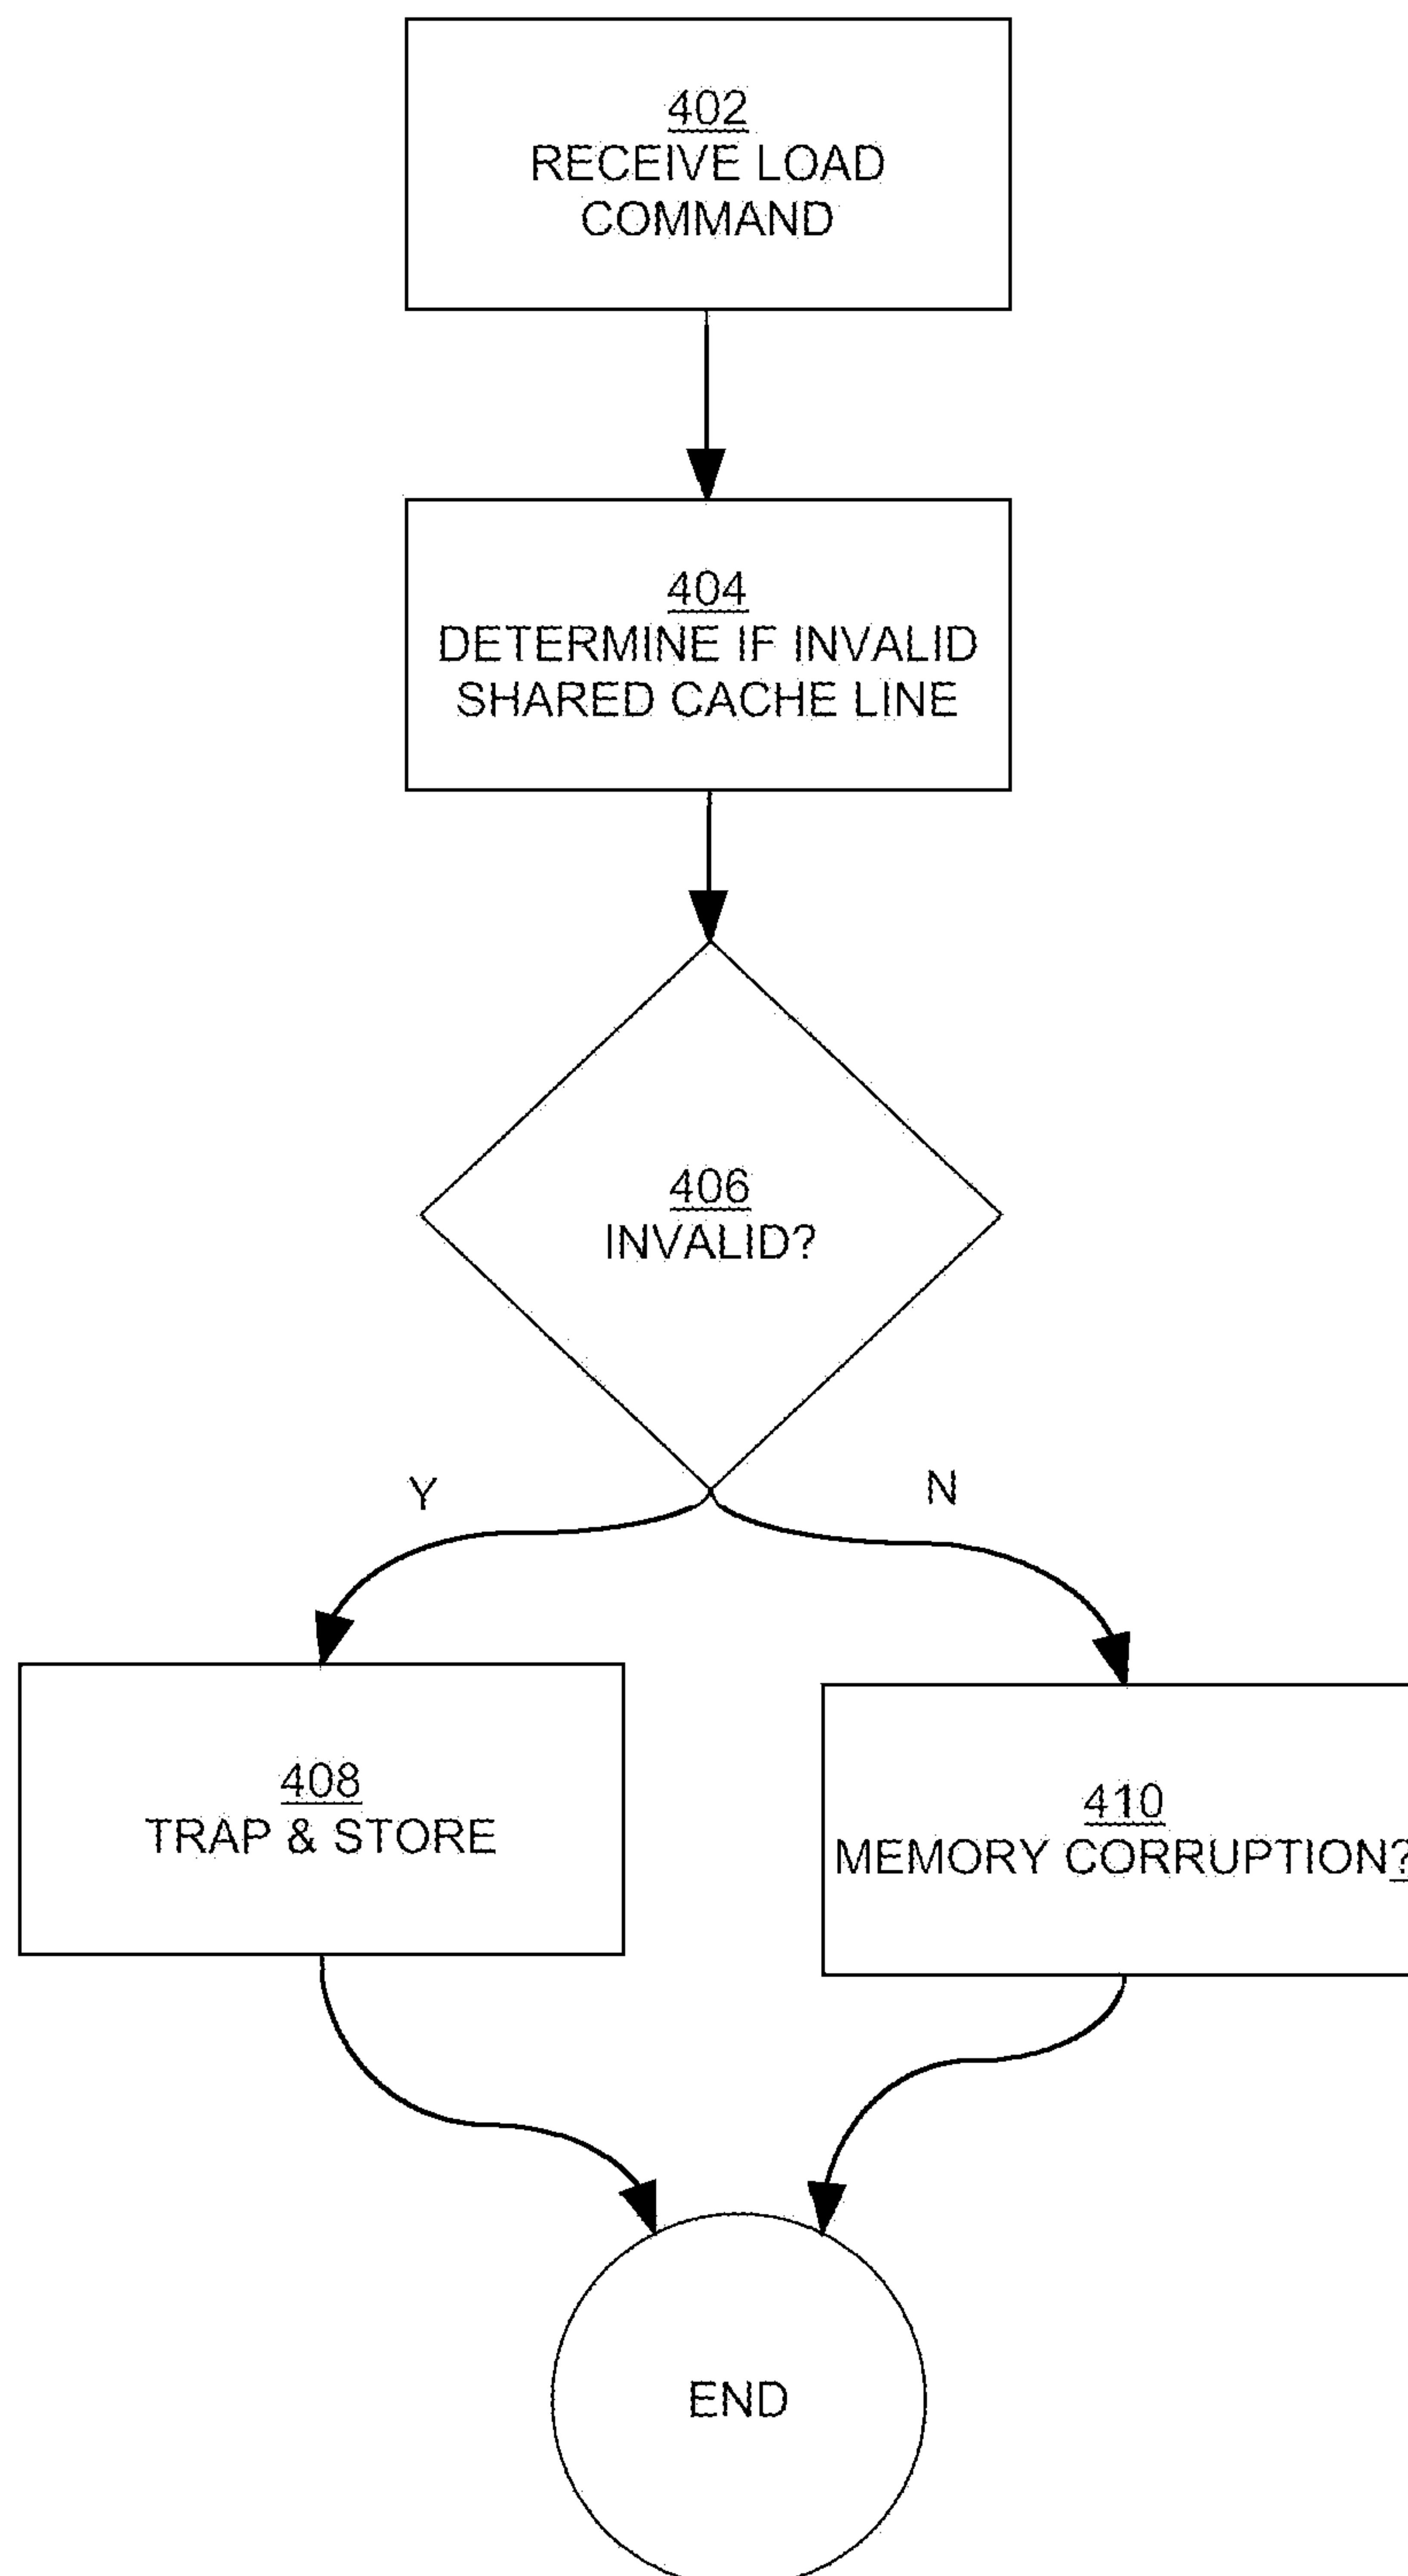 402
RECEIVE LOAD
COMMAND
404
DETERMINE IF INVALID
SHARED CACHE LINE
406
INVALID?
Y
N
408
TRAP & STORE
410
MEMORY CORRUPTION?
END